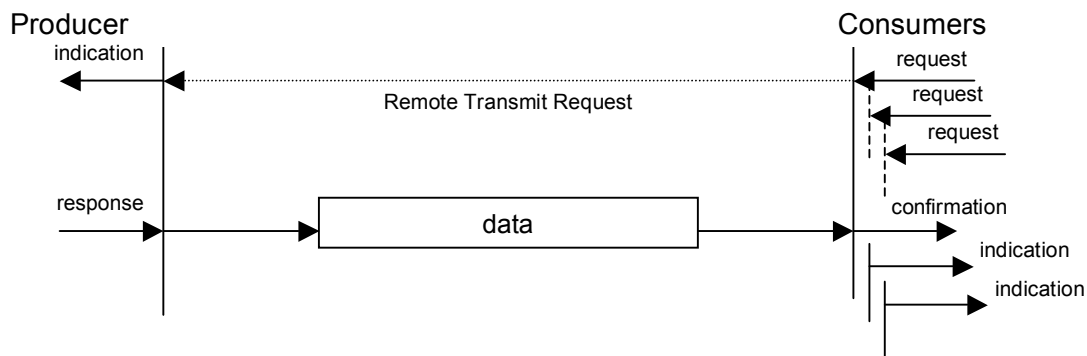 Producer
Consumers
indication
request
Remote Transmit Request
request
request
response
data
confirmation
indication
indication